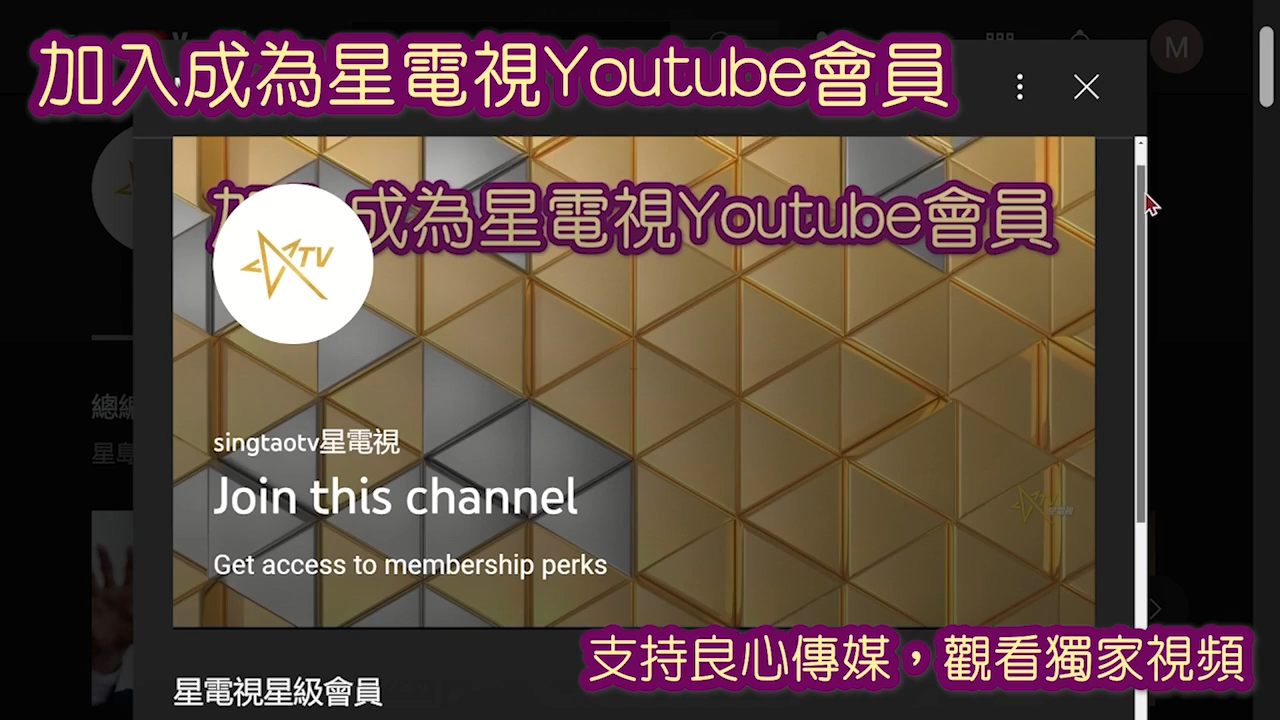 加入成為星電視Youtube會員
M
成為星電視Youtube會員
TV
singtaotv星電視
Join this channel
Get access to membership perks
星電視星級會員
支持良心傳媒，觀看獨家視頻